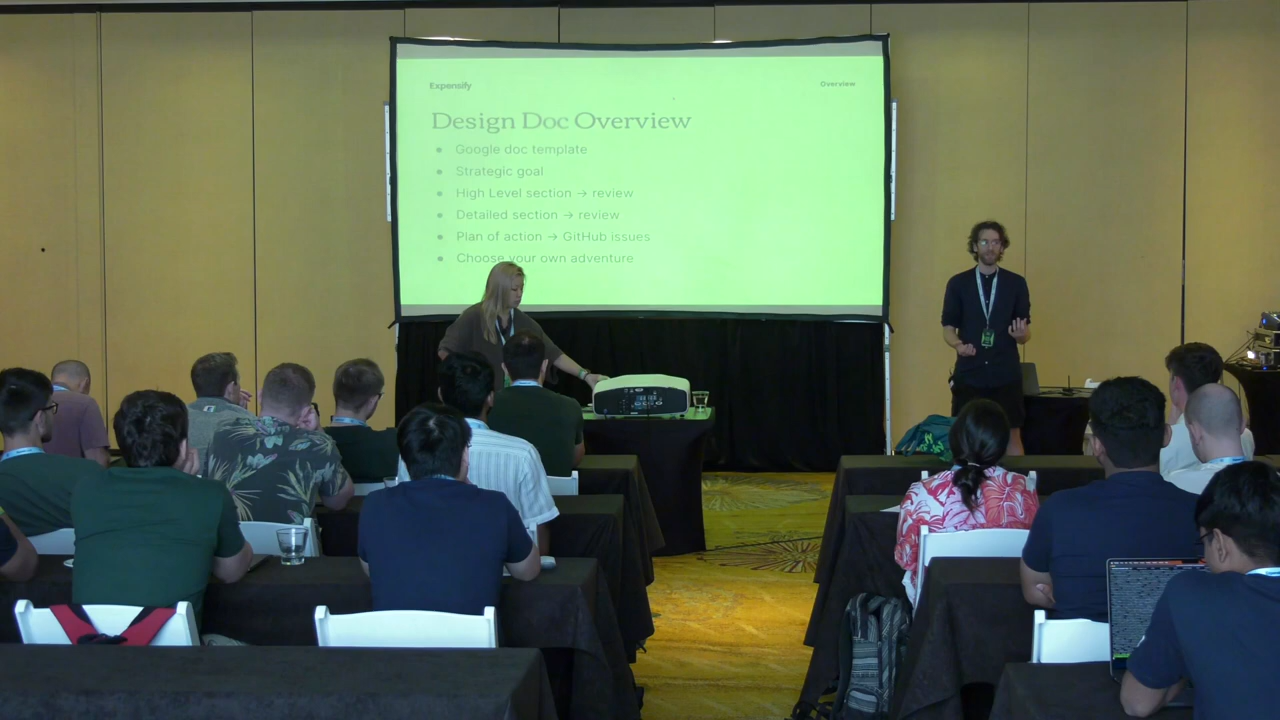 Expensify
Overview
Design Doc Overview
● Google doc template
● Strategic goal
● High Level section → review
● Detailed section → review
● Plan of action → GitHub issues
● Choose your own adventure